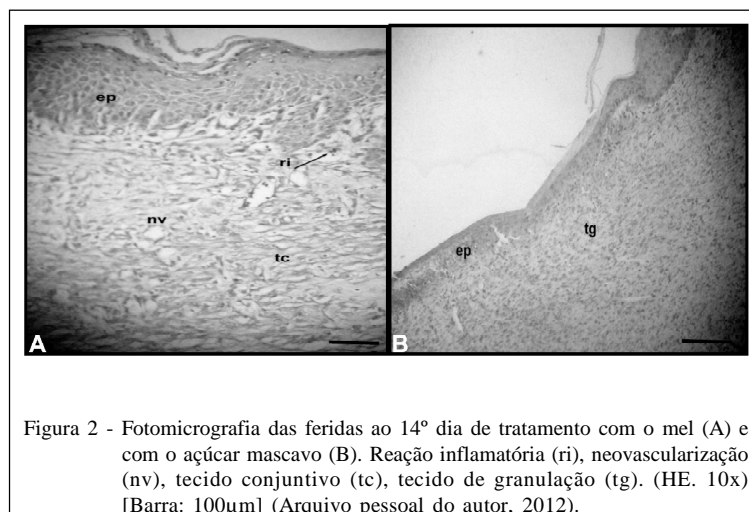 ep
ri
nv
tc
A
ep
tg
B
Figura 2 - Fotomicrografia das feridas ao 14º dia de tratamento com o mel (A) e
com o açúcar mascavo (B). Reação inflamatória (ri), neovascularização
(nv), tecido conjuntivo (tc), tecido de granulação (tg). (HE. 10x)
[Barra: 100µm] (Arquivo pessoal do autor, 2012).